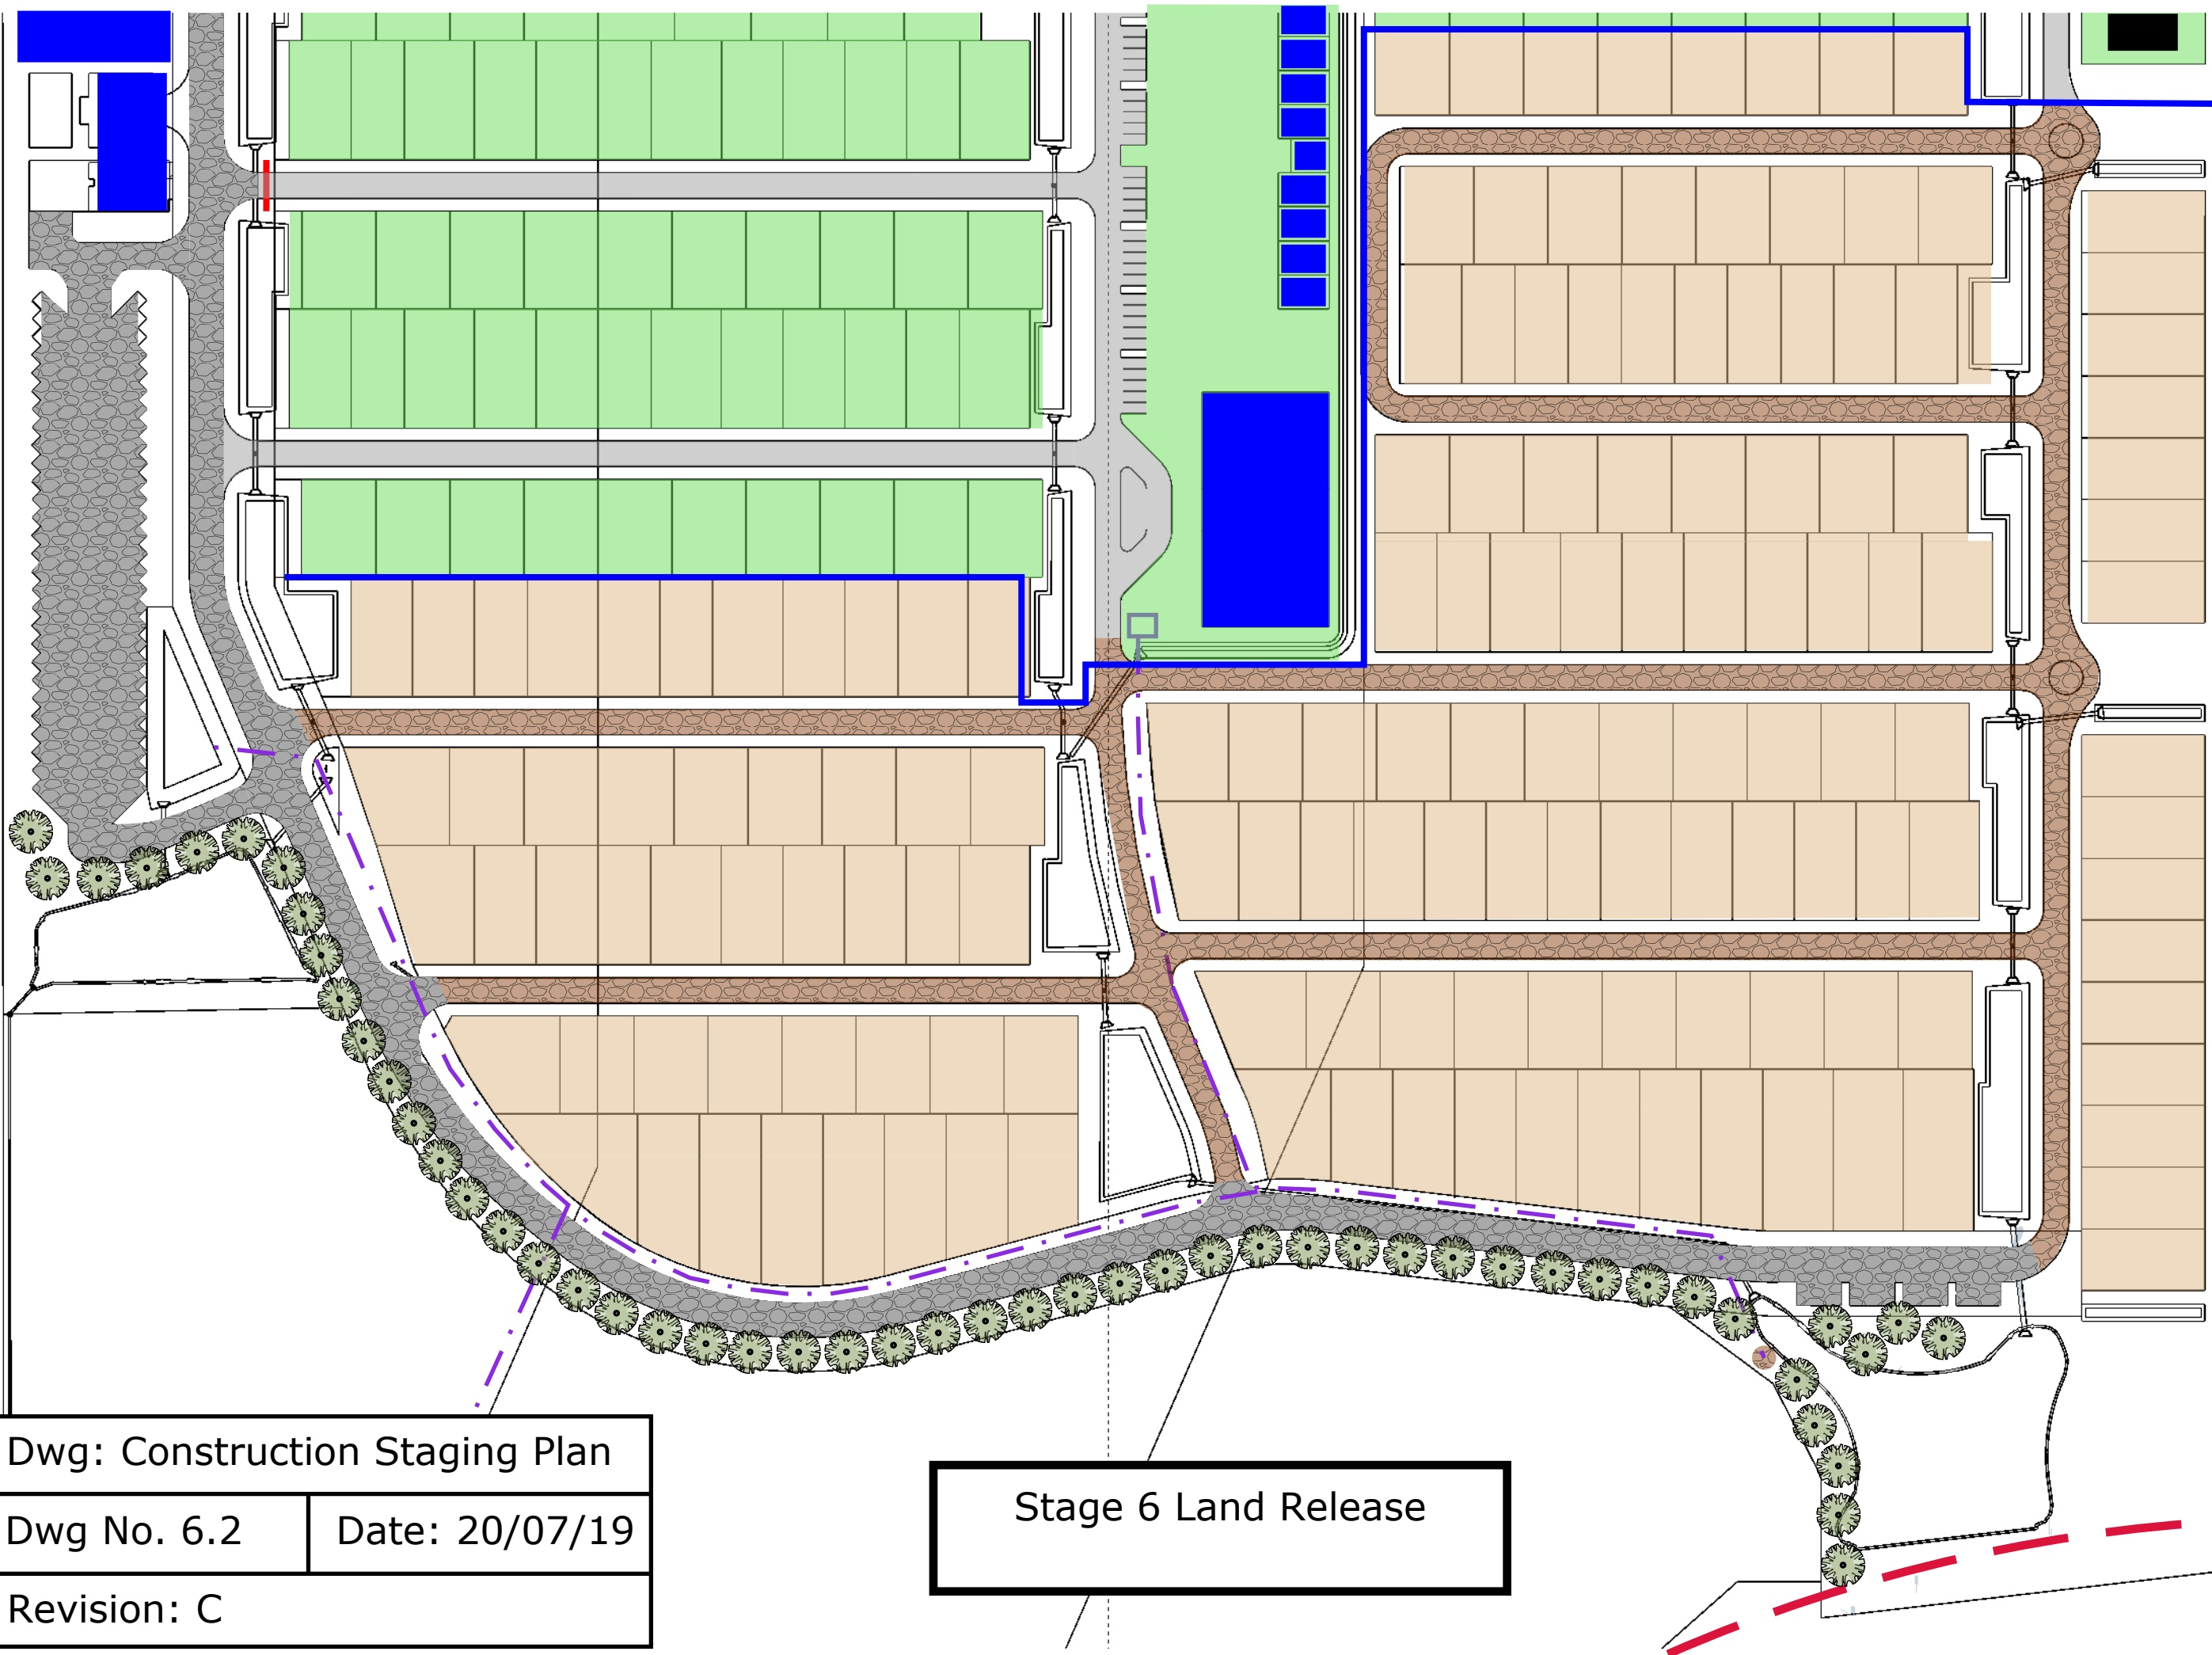 Dwg: Construction Staging Plan
Dwg No. 6.2
Date: 20/07/19
Revision: C
Stage 6 Land Release